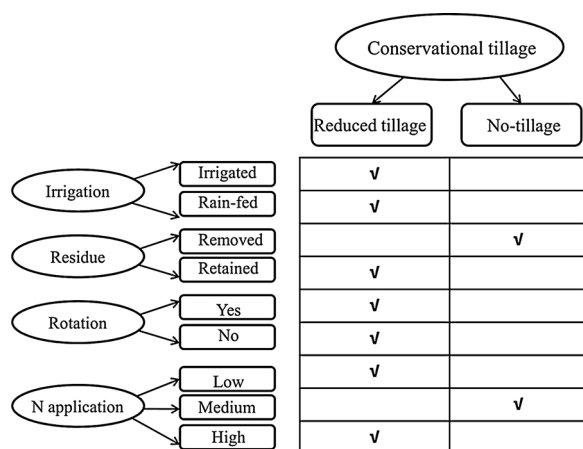 Conservational tillage
Reduced tillage
No-tillage
Irrigation
Irrigated
√
Rain-fed
√
Residue
Removed
√
Retained
√
Rotation
Yes
√
No
√
N application
Low
√
Medium
√
High
√